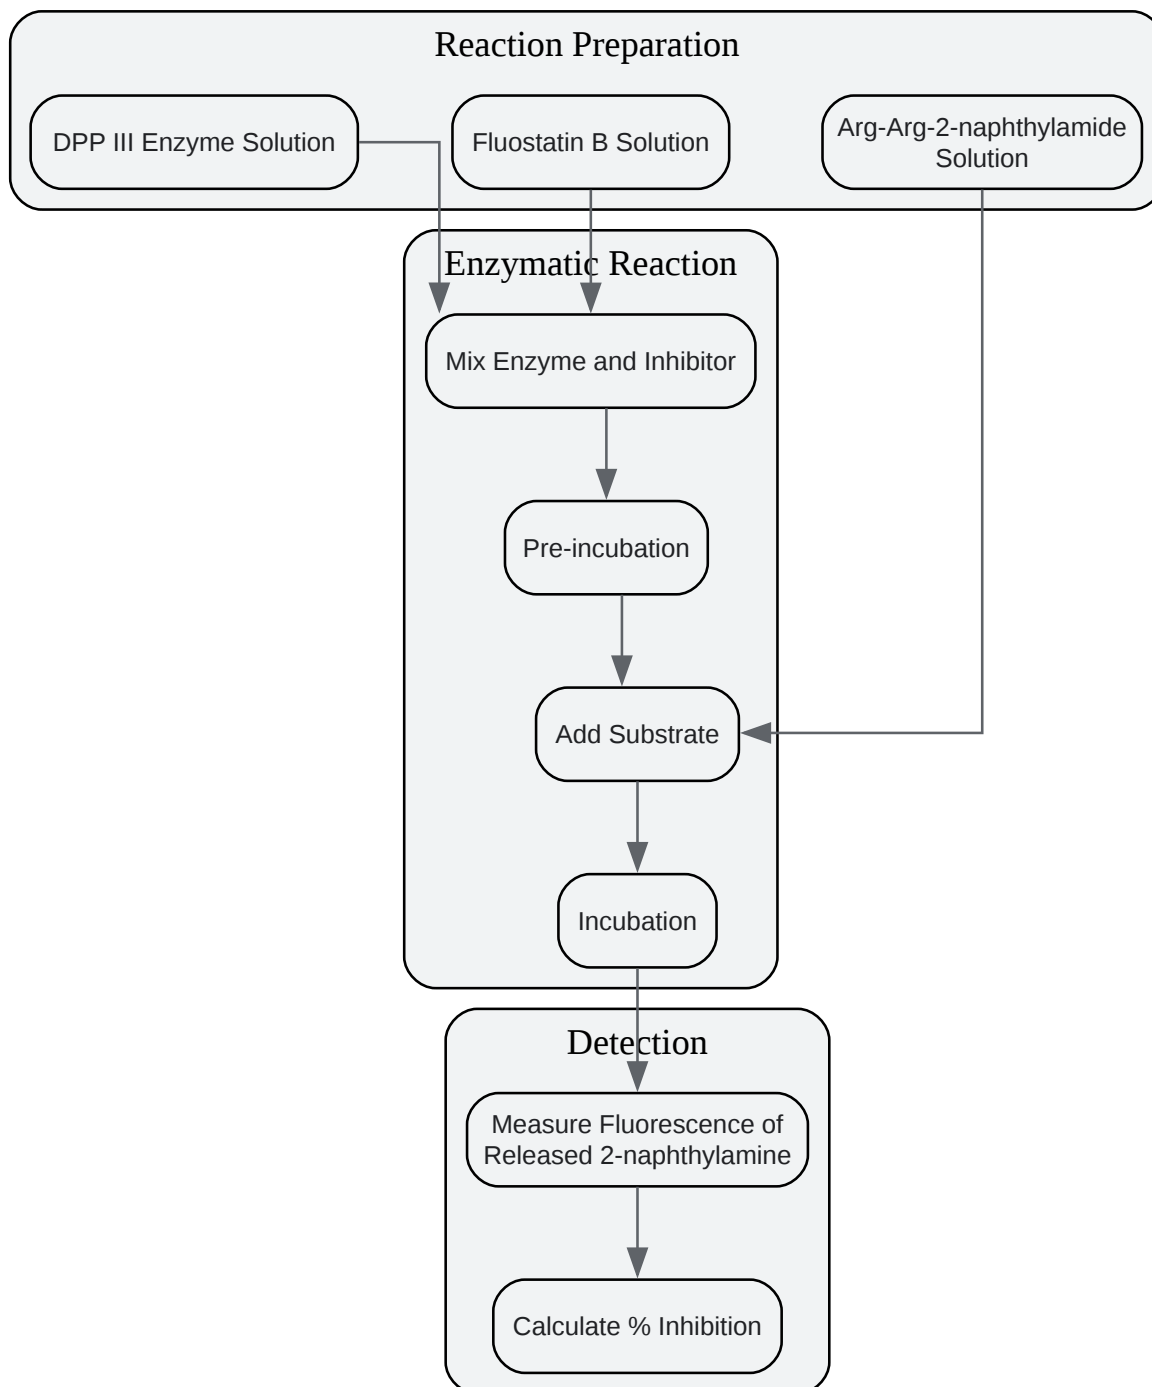 Reaction Preparation
DPP III Enzyme Solution
Fluostatin B Solution
Arg-Arg-2-naphthylamide
Solution
Enzymatic Reaction
Mix Enzyme and Inhibitor
Pre-incubation
Add Substrate
Incubation
Detection
Measure Fluorescence of
Released 2-naphthylamine
Calculate % Inhibition